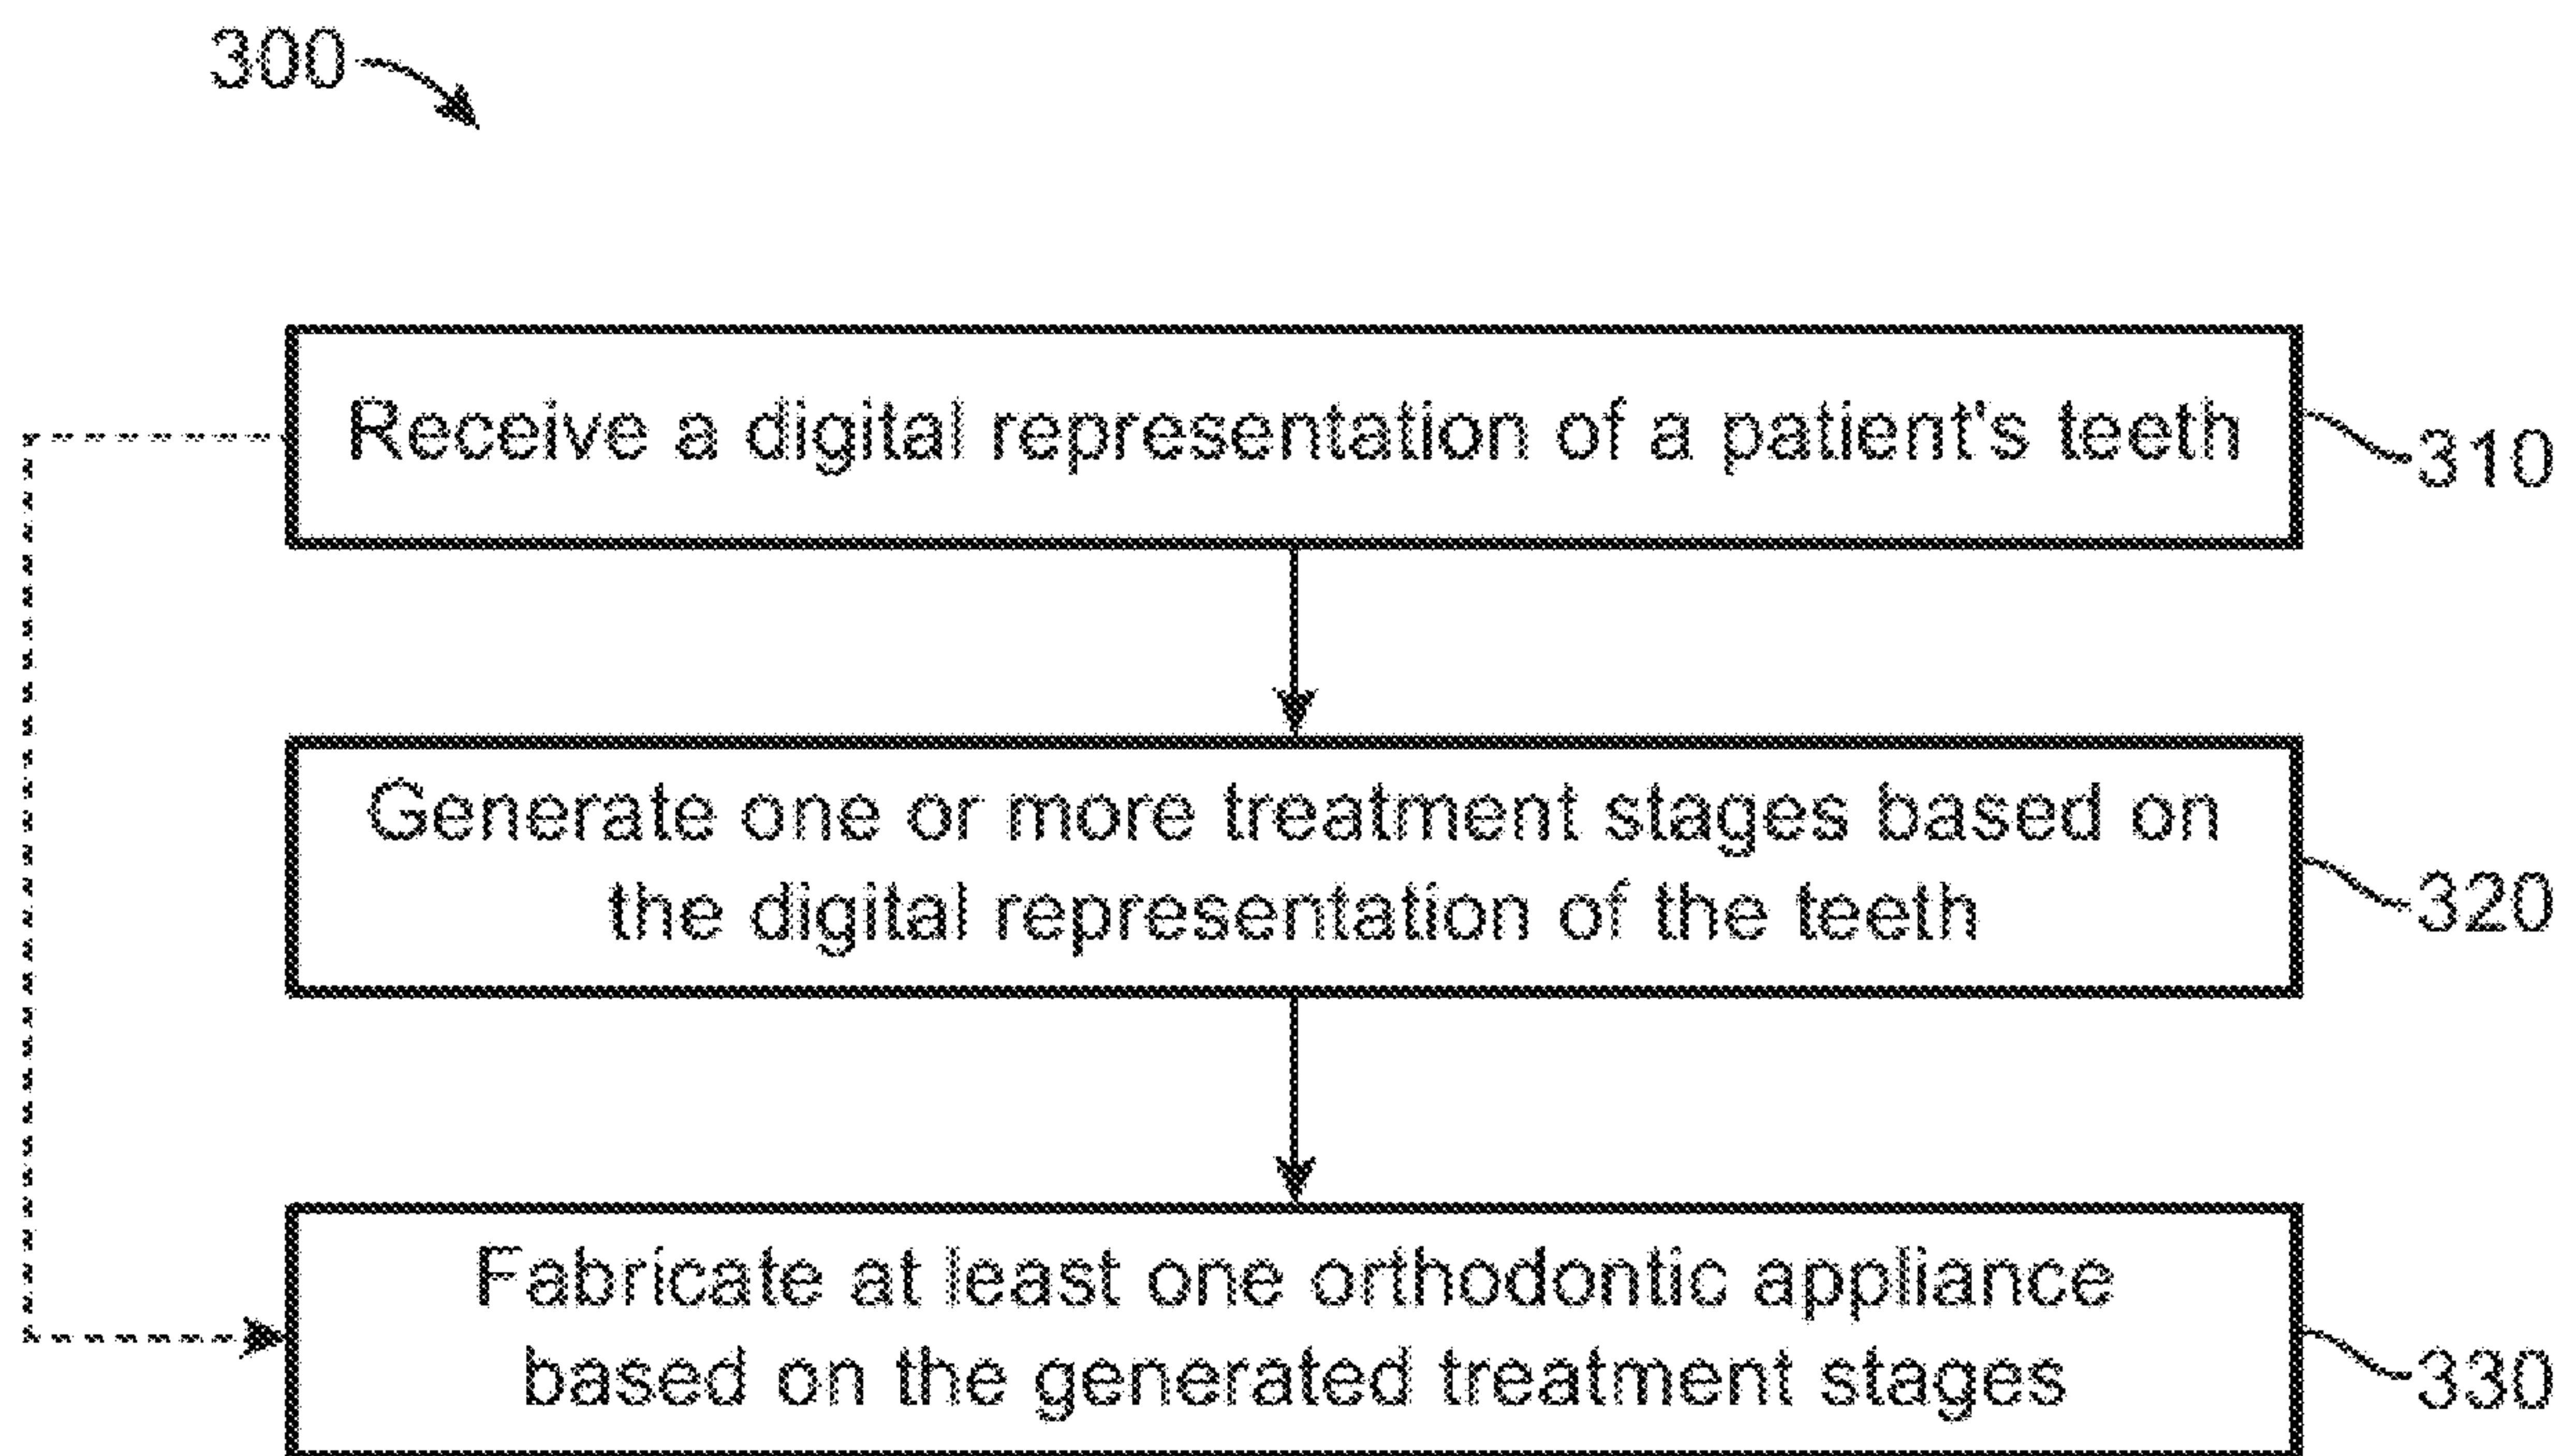 300
Receive a digital representation of a patient's teeth
310
Generate one or more treatment stages based on
the digital representation of the teeth
320
Fabricate at least one orthodontic appliance
based on the generated treatment stages
330